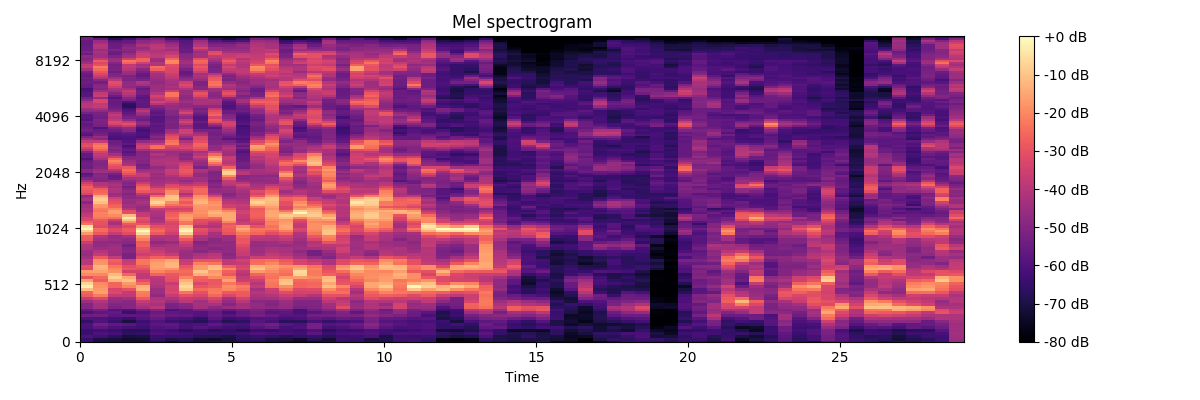 Mel spectrogram
Hz
8192
4096
2048
1024
512
0
0 5 10 15 20 25
Time
+0 dB
-10 dB
-20 dB
-30 dB
-40 dB
-50 dB
-60 dB
-70 dB
-80 dB